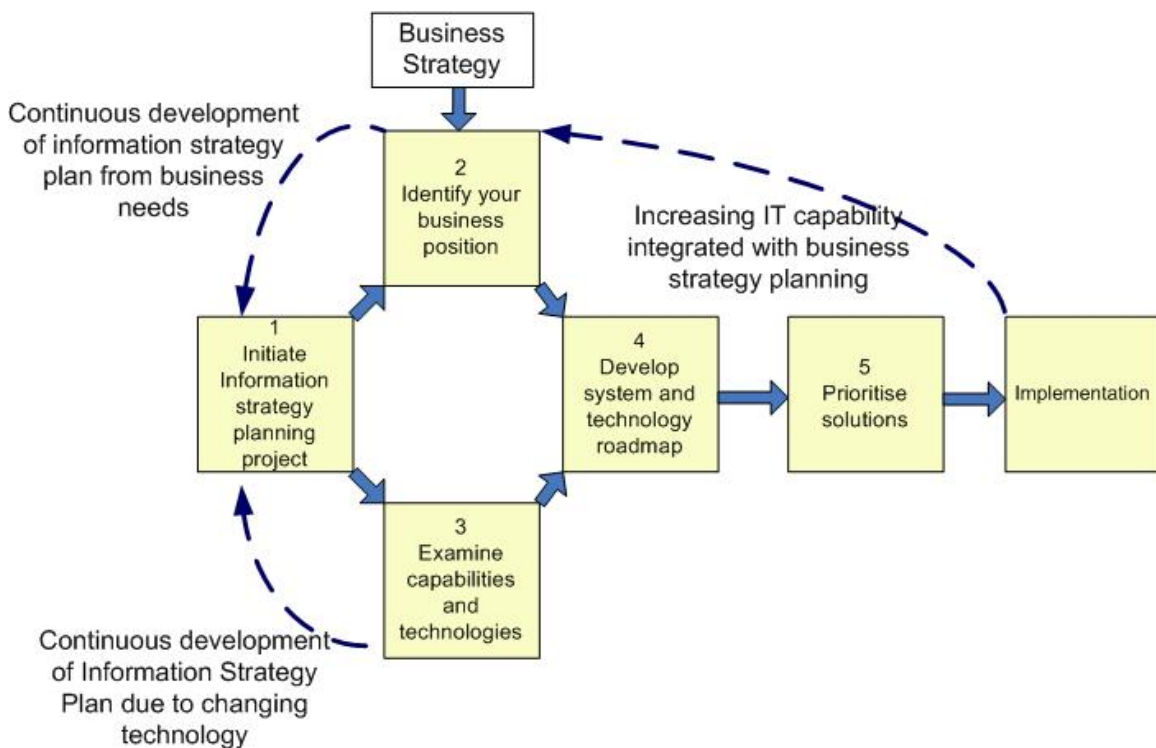 Business
Strategy
Continuous development
of information strategy
plan from business
needs
2
Identify your
business
position
Increasing IT capability
integrated with business
strategy planning
1
Initiate
Information
strategy
planning
project
4
Develop
system and
technology
roadmap
5
Prioritise
solutions
Implementation
3
Examine
capabilities
and
technologies
Continuous development
of Information Strategy
Plan due to changing
technology